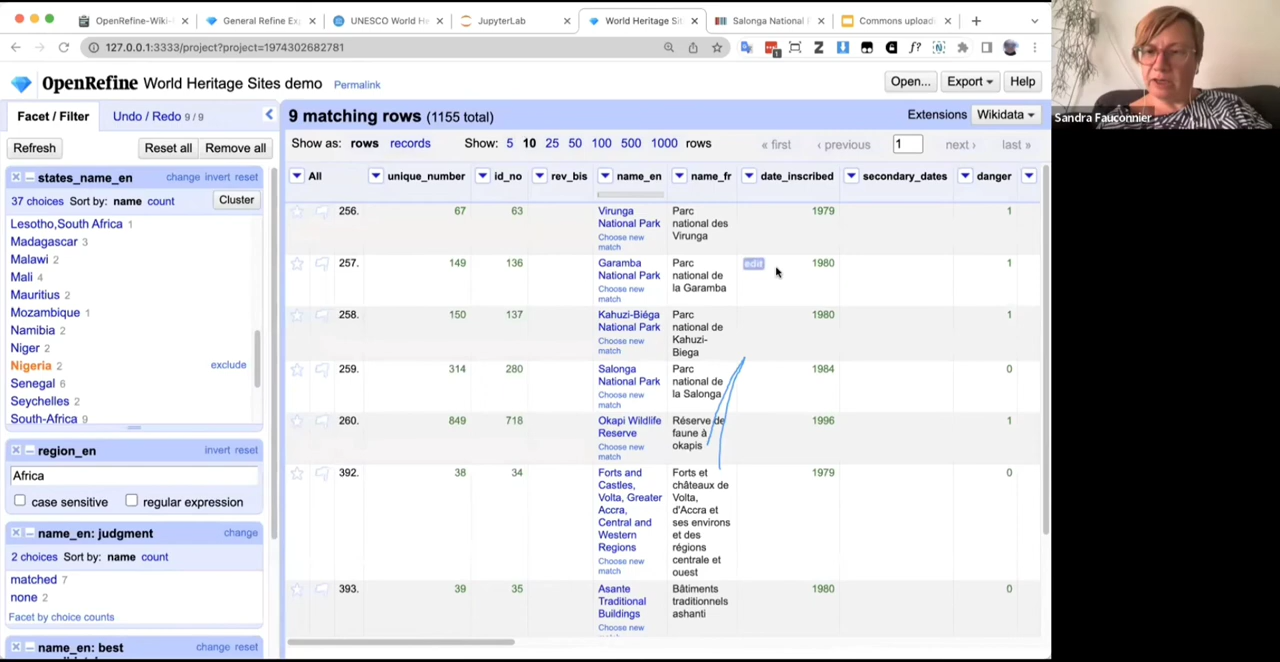 OpenRefine-Wiki-
General Refine Ex
UNESCO World He
JupyterLab
World Heritage Sit
Salonga National
Commons upload
127.0.0.1:3333/project?project=1974302682781
OpenRefine World Heritage Sites demo Permalink
Open... Export Help
Facet / Filter
Undo / Redo 9 / 9
Refresh Reset all Remove all
states_name_en change invert reset
37 choices Sort by: name count Cluster
Lesotho,South Africa 1
Madagascar 3
Malawi 2
Mali 4
Mauritius 2
Mozambique 1
Namibia 2
Niger 2
Nigeria 2 exclude
Senegal 6
Seychelles 2
South-Africa 9
region_en invert reset
Africa
case sensitive regular expression
name_en: judgment change
2 choices Sort by: name count
matched 7
none 2
Facet by choice counts
name_en: best change reset
9 matching rows (1155 total)
Extensions Wikidata
Show as: rows records Show: 5 10 25 50 100 500 1000 rows
« first ‹ previous 1 next › last »
All unique_number id_no rev_bis name_en name_fr date_inscribed secondary_dates danger
256. 67 63
Virunga
National Park
Choose new
match
Parc
national des
Virunga
1979 1
257. 149 136
Garamba
National Park
Choose new
match
Parc
national de
la Garamba
edit 1980 1
258. 150 137
Kahuzi-Biéga
National Park
Choose new
match
Parc
national de
Kahuzi-
Biega
1980 1
259. 314 280
Salonga
National Park
Choose new
match
Parc
national de
la Salonga
1984 0
260. 849 718
Okapi Wildlife
Reserve
Choose new
match
Réserve de
faune à
okapis
1996 1
392. 38 34
Forts and
Castles,
Volta, Greater
Accra,
Central and
Western
Regions
Choose new
match
Forts et
châteaux de
Volta,
d'Accra et
ses environs
et des
régions
centrale et
ouest
1979 0
393. 39 35
Asante
Traditional
Buildings
Choose new
Bâtiments
traditionnels
ashanti
1980 0
Sandra Fauconnier